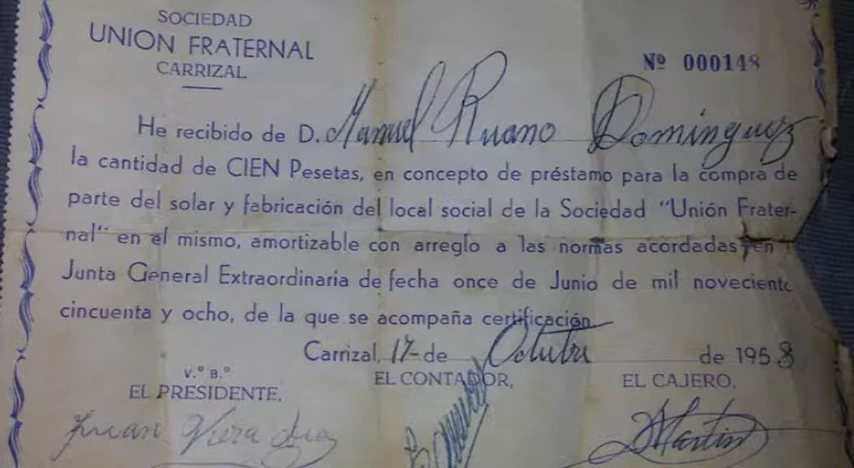 SOCIEDAD
UNION FRATERNAL
CARRIZAL
Nº 000148
He recibido de D. Manuel Ruano Domínguez
la cantidad de CIEN Pesetas, en concepto de préstamo para la compra de
parte del solar y fabricación del local social de la Sociedad "Unión Frater-
nal" en el mismo, amortizable con arreglo a las normas acordadas en
Junta General Extraordinaria de fecha once de Junio de mil noveciento
cincuenta y ocho, de la que se acompaña certificación
Carrizal, 17 de Octubre de 1958
V.º B.º
EL PRESIDENTE, EL CONTADOR, EL CAJERO,
Juan Viera
Martin